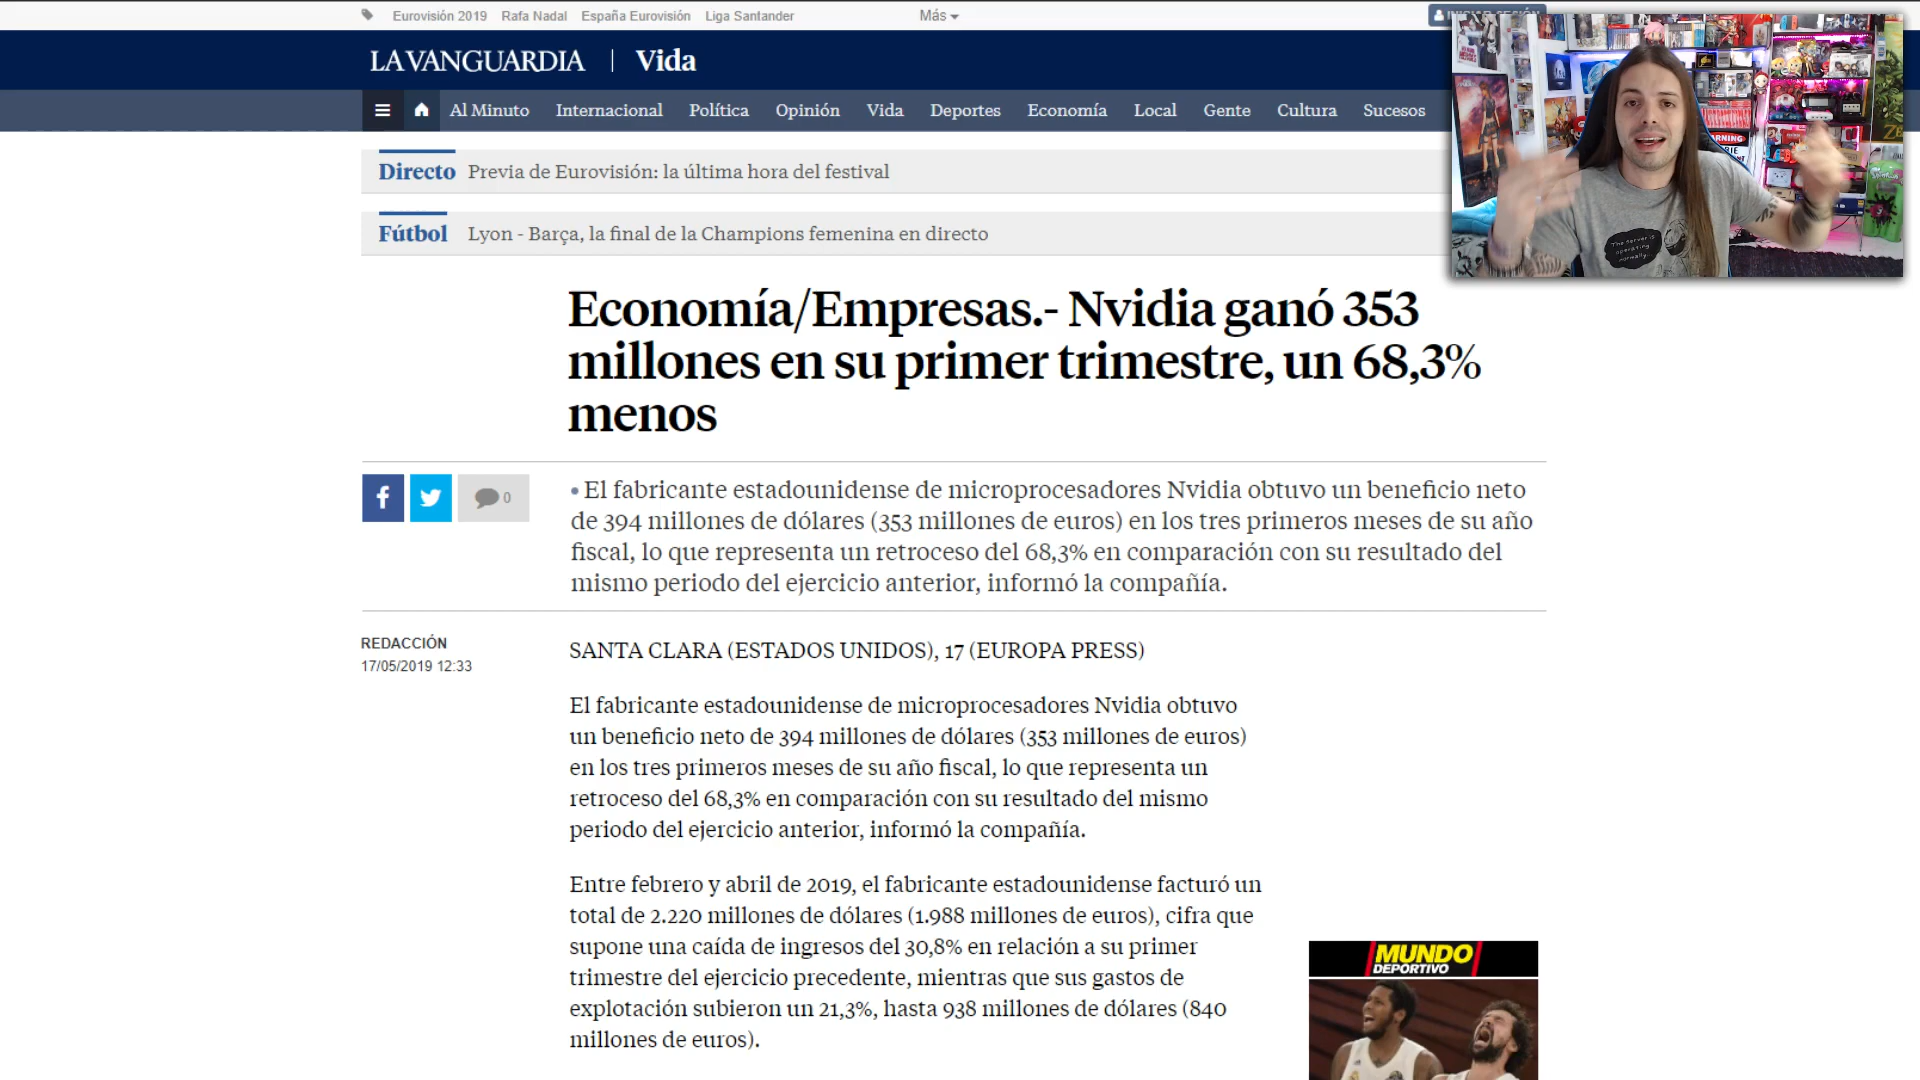 Eurovisión 2019 Rafa Nadal España Eurovisión Liga Santander Más
INICIAR SESIÓN
LA VANGUARDIA | Vida
Al Minuto Internacional Política Opinión Vida Deportes Economía Local Gente Cultura Sucesos
Directo Previa de Eurovisión: la última hora del festival
Fútbol Lyon - Barça, la final de la Champions femenina en directo
Economía/Empresas.- Nvidia ganó 353
millones en su primer trimestre, un 68,3%
menos
0
• El fabricante estadounidense de microprocesadores Nvidia obtuvo un beneficio neto
de 394 millones de dólares (353 millones de euros) en los tres primeros meses de su año
fiscal, lo que representa un retroceso del 68,3% en comparación con su resultado del
mismo periodo del ejercicio anterior, informó la compañía.
REDACCIÓN
17/05/2019 12:33
SANTA CLARA (ESTADOS UNIDOS), 17 (EUROPA PRESS)
El fabricante estadounidense de microprocesadores Nvidia obtuvo
un beneficio neto de 394 millones de dólares (353 millones de euros)
en los tres primeros meses de su año fiscal, lo que representa un
retroceso del 68,3% en comparación con su resultado del mismo
periodo del ejercicio anterior, informó la compañía.
Entre febrero y abril de 2019, el fabricante estadounidense facturó un
total de 2.220 millones de dólares (1.988 millones de euros), cifra que
supone una caída de ingresos del 30,8% en relación a su primer
trimestre del ejercicio precedente, mientras que sus gastos de
explotación subieron un 21,3%, hasta 938 millones de dólares (840
millones de euros).
MUNDO
DEPORTIVO
The server is
operating
normally...